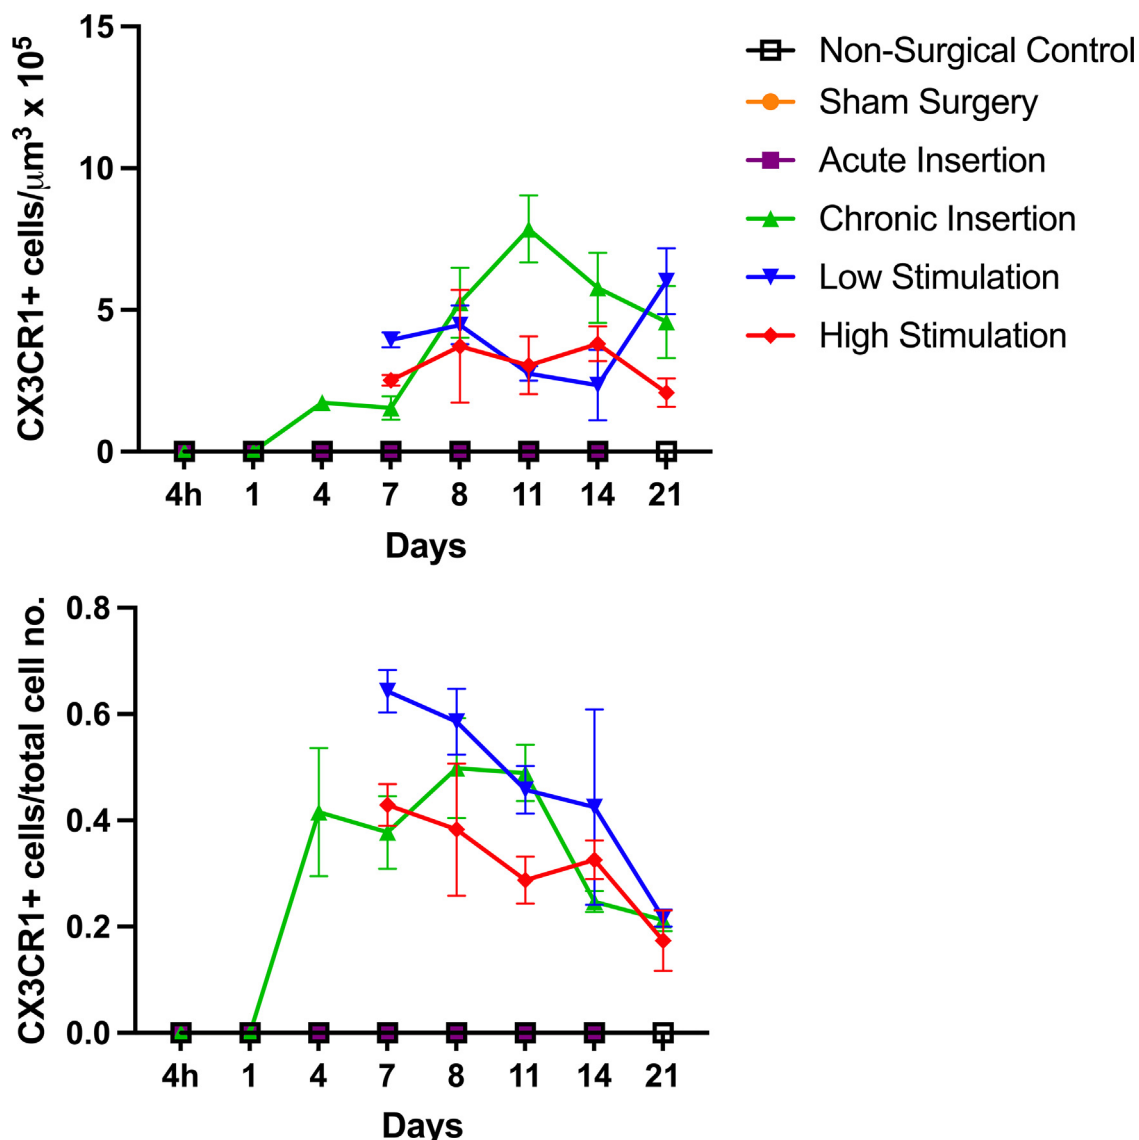 CX3CR1+ cells/μm³ x 10⁵
15
10
5
0
4h 1 4 7 8 11 14 21
Days
Non-Surgical Control
Sham Surgery
Acute Insertion
Chronic Insertion
Low Stimulation
High Stimulation
CX3CR1+ cells/total cell no.
0.8
0.6
0.4
0.2
0.0
4h 1 4 7 8 11 14 21
Days